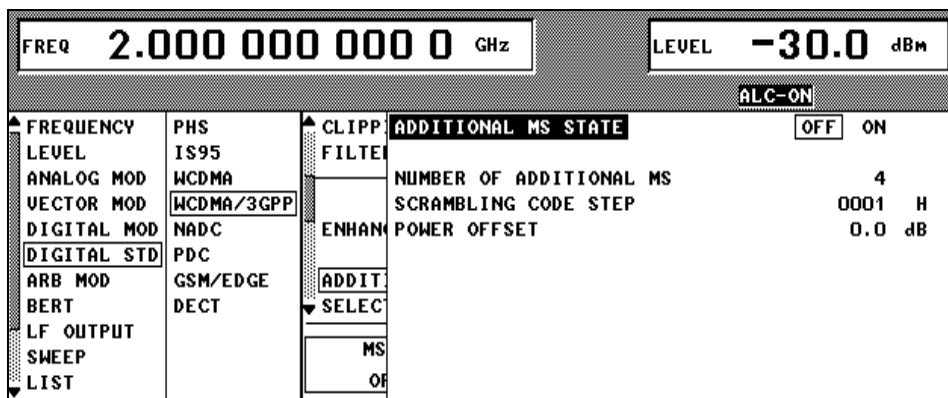 FREQ 2.000 000 000 0 GHz
LEVEL -30.0 dBm
ALC-ON
FREQUENCY
LEVEL
ANALOG MOD
VECTOR MOD
DIGITAL MOD
DIGITAL STD
ARB MOD
BERT
LF OUTPUT
SWEEP
LIST
PHS
IS95
WCDMA
WCDMA/3GPP
NADC
PDC
GSM/EDGE
DECT
CLIPP
FILTE
ENHAN
ADDIT
SELEC
MS
OF
ADDITIONAL MS STATE OFF ON
NUMBER OF ADDITIONAL MS 4
SCRAMBLING CODE STEP 0001 H
POWER OFFSET 0.0 dB